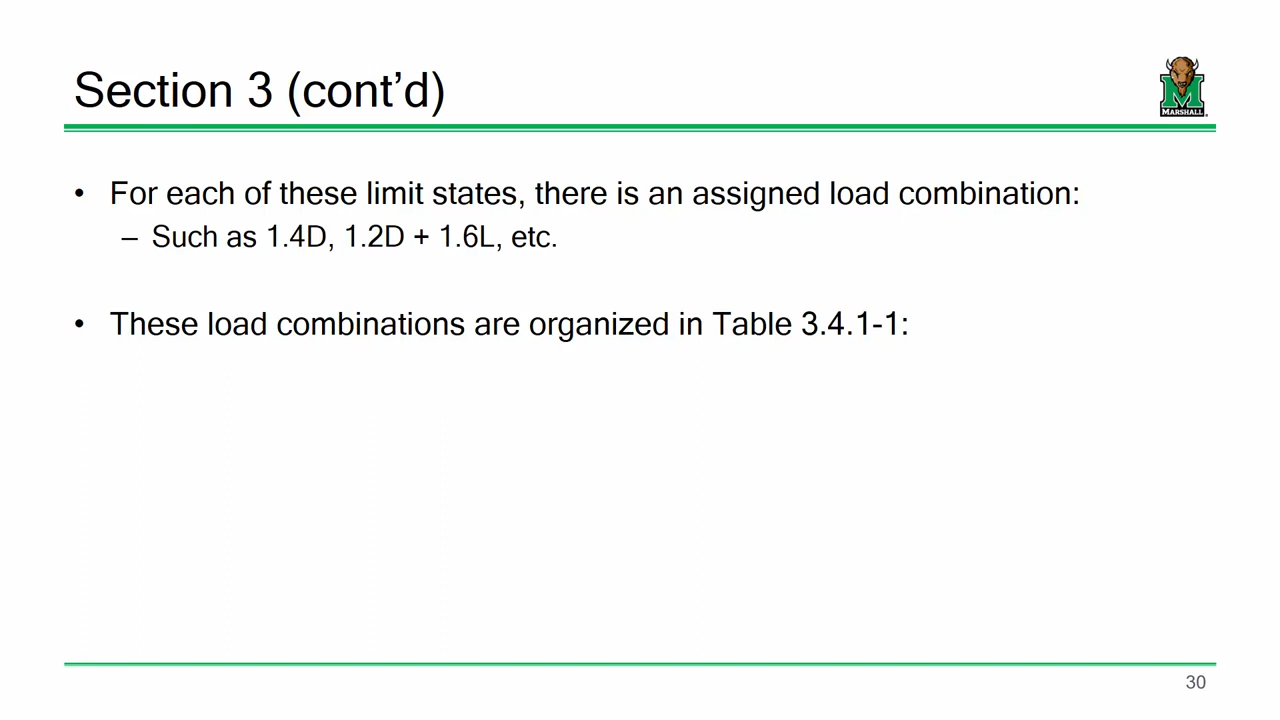 Section 3 (cont’d)
MARSHALL
• For each of these limit states, there is an assigned load combination:
– Such as 1.4D, 1.2D + 1.6L, etc.
• These load combinations are organized in Table 3.4.1-1:
30